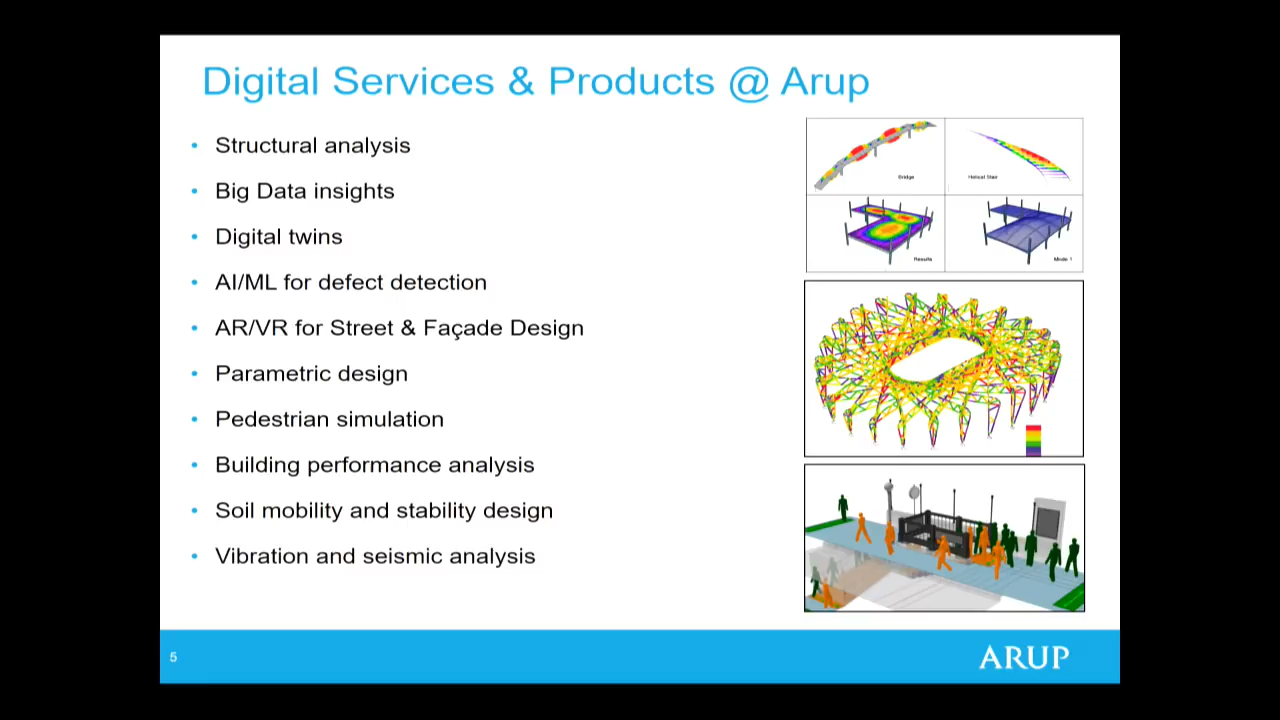 Digital Services & Products @ Arup
• Structural analysis
• Big Data insights
• Digital twins
• AI/ML for defect detection
• AR/VR for Street & Façade Design
• Parametric design
• Pedestrian simulation
• Building performance analysis
• Soil mobility and stability design
• Vibration and seismic analysis
Bridge
Helical Stair
Results
Mode 1
5
ARUP